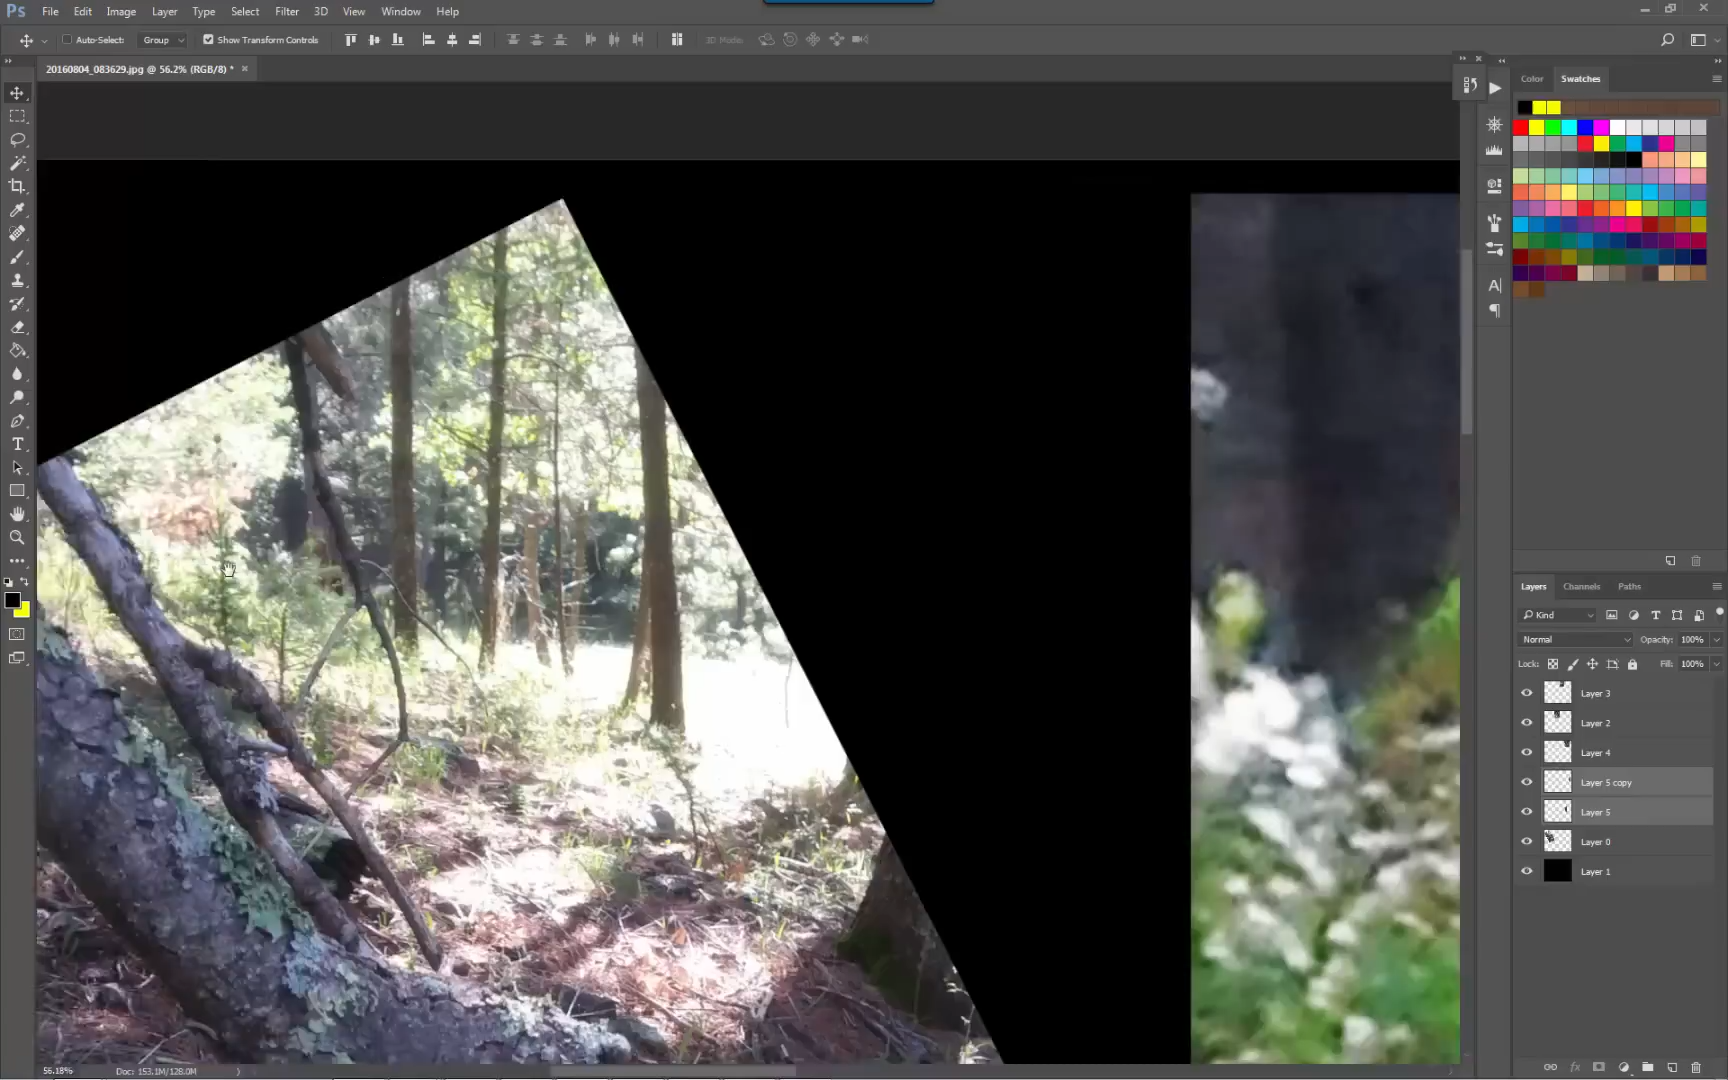 Ps File Edit Image Layer Type Select Filter 3D View Window Help
Auto-Select: Group Show Transform Controls 3D Mode:
20160804_083629.jpg @ 56.2% (RGB/8) * ×
Color Swatches
Layers Channels Paths
Kind
Normal Opacity: 100%
Lock: Fill: 100%
Layer 3
Layer 2
Layer 4
Layer 5 copy
Layer 5
Layer 0
Layer 1
56.18% Doc: 153.1M/128.0M